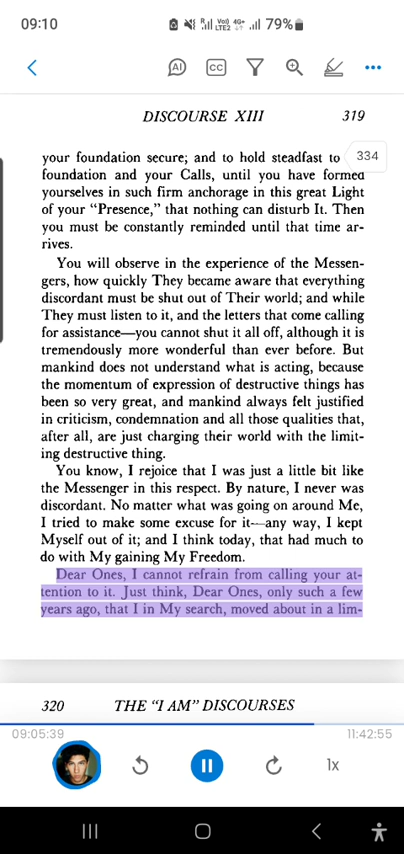 09:10
79%
AI
CC
DISCOURSE XIII 319
334
your foundation secure; and to hold steadfast to
foundation and your Calls, until you have formed
yourselves in such firm anchorage in this great Light
of your “Presence,” that nothing can disturb It. Then
you must be constantly reminded until that time ar-
rives.
You will observe in the experience of the Messen-
gers, how quickly They became aware that everything
discordant must be shut out of Their world; and while
They must listen to it, and the letters that come calling
for assistance—you cannot shut it all off, although it is
tremendously more wonderful than ever before. But
mankind does not understand what is acting, because
the momentum of expression of destructive things has
been so very great, and mankind always felt justified
in criticism, condemnation and all those qualities that,
after all, are just charging their world with the limit-
ing destructive thing.
You know, I rejoice that I was just a little bit like
the Messenger in this respect. By nature, I never was
discordant. No matter what was going on around Me,
I tried to make some excuse for it—any way, I kept
Myself out of it; and I think today, that had much to
do with My gaining My Freedom.
Dear Ones, I cannot refrain from calling your at-
tention to it. Just think, Dear Ones, only such a few
years ago, that I in My search, moved about in a lim-
320 THE “I AM” DISCOURSES
09:05:39 11:42:55
1x